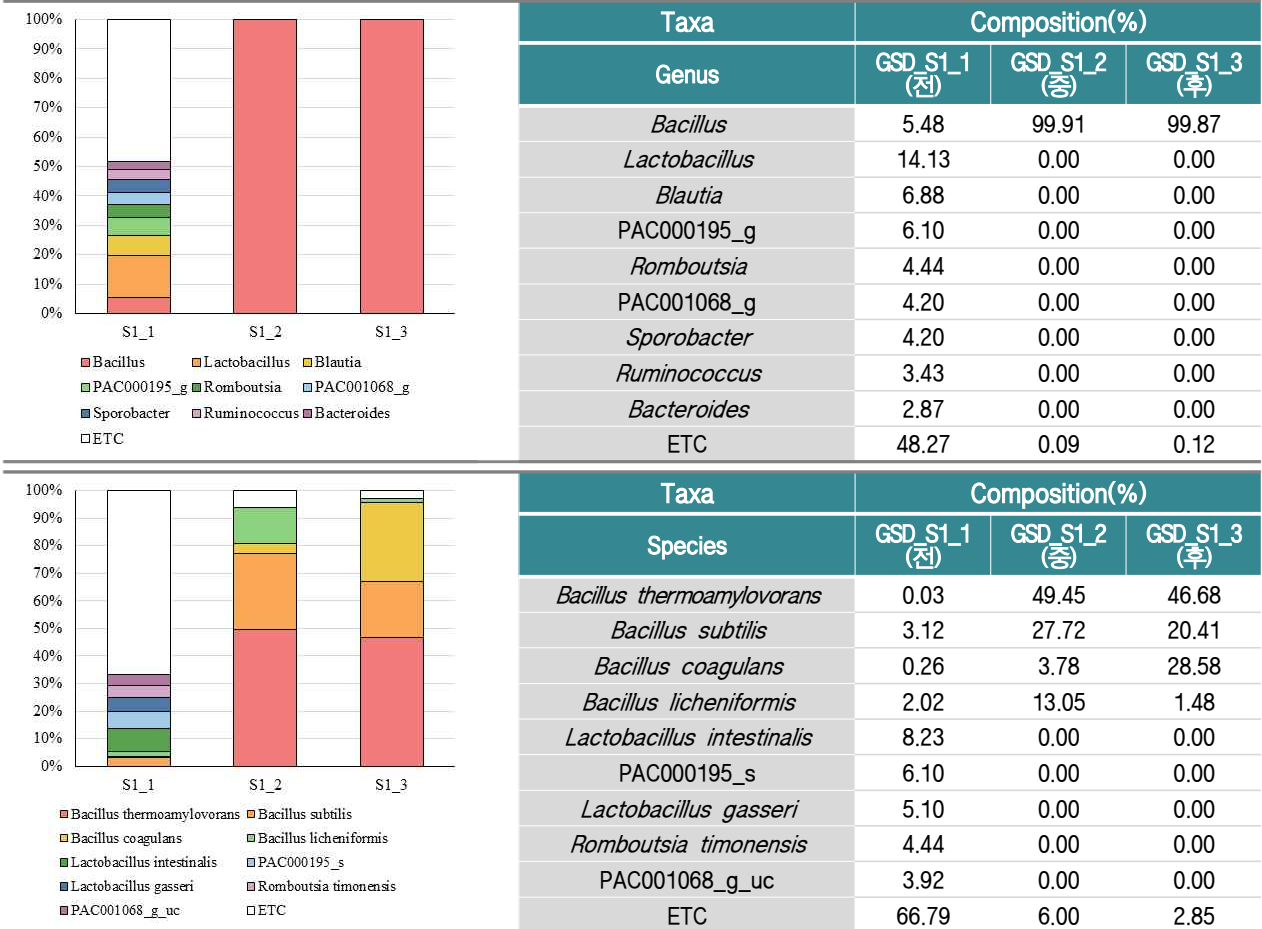 100%
90%
80%
70%
60%
50%
40%
30%
20%
10%
0%
S1_1 S1_2 S1_3
Bacillus Lactobacillus Blautia
PAC000195_g Romboutsia PAC001068_g
Sporobacter Ruminococcus Bacteroides
ETC
Taxa Composition(%)
Genus GSD_S1_1 (전) GSD_S1_2 (중) GSD_S1_3 (후)
Bacillus 5.48 99.91 99.87
Lactobacillus 14.13 0.00 0.00
Blautia 6.88 0.00 0.00
PAC000195_g 6.10 0.00 0.00
Romboutsia 4.44 0.00 0.00
PAC001068_g 4.20 0.00 0.00
Sporobacter 4.20 0.00 0.00
Ruminococcus 3.43 0.00 0.00
Bacteroides 2.87 0.00 0.00
ETC 48.27 0.09 0.12
100%
90%
80%
70%
60%
50%
40%
30%
20%
10%
0%
S1_1 S1_2 S1_3
Bacillus thermoamylovorans Bacillus subtilis
Bacillus coagulans Bacillus licheniformis
Lactobacillus intestinalis PAC000195_s
Lactobacillus gasseri Romboutsia timonensis
PAC001068_g_uc ETC
Taxa Composition(%)
Species GSD_S1_1 (전) GSD_S1_2 (중) GSD_S1_3 (후)
Bacillus thermoamylovorans 0.03 49.45 46.68
Bacillus subtilis 3.12 27.72 20.41
Bacillus coagulans 0.26 3.78 28.58
Bacillus licheniformis 2.02 13.05 1.48
Lactobacillus intestinalis 8.23 0.00 0.00
PAC000195_s 6.10 0.00 0.00
Lactobacillus gasseri 5.10 0.00 0.00
Romboutsia timonensis 4.44 0.00 0.00
PAC001068_g_uc 3.92 0.00 0.00
ETC 66.79 6.00 2.85